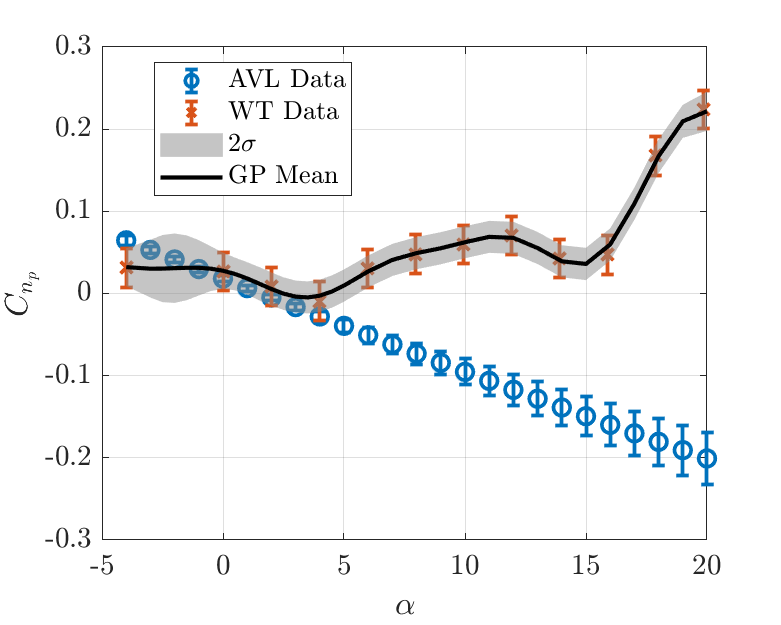 0.3
0.2
0.1
0
-0.1
-0.2
-0.3
C_{n_p}
AVL Data
WT Data
2σ
GP Mean
-5 0 5 10 15 20
α